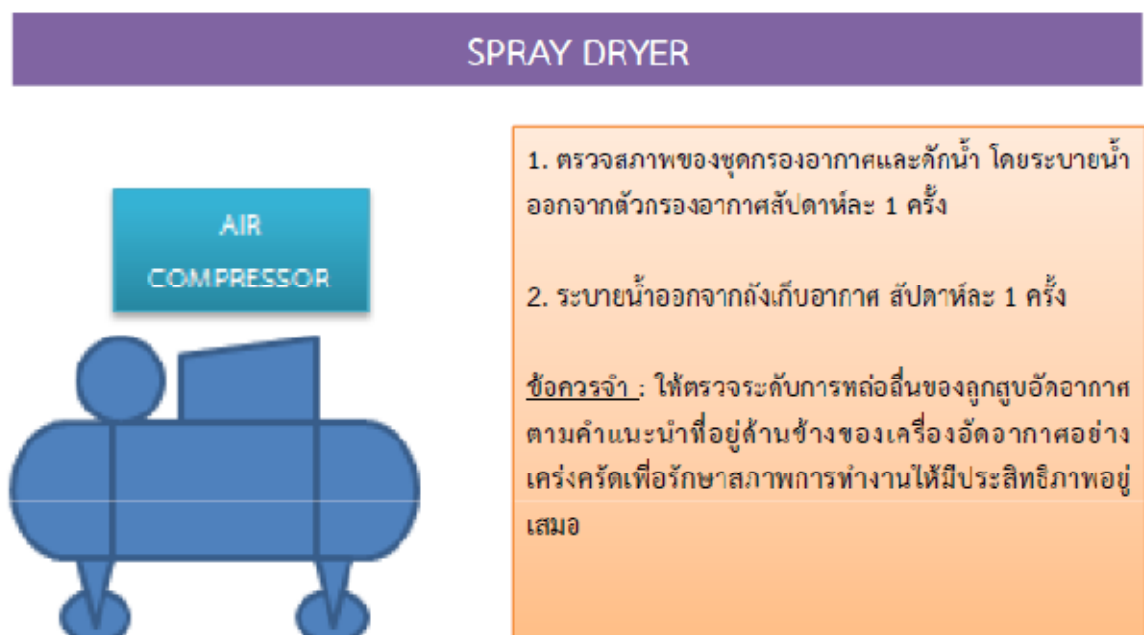 SPRAY DRYER
AIR
COMPRESSOR
1. ตรวจสภาพของชุดกรองอากาศและดักน้ำ โดยระบายน้ำ
ออกจากตัวกรองอากาศสัปดาห์ละ 1 ครั้ง
2. ระบายน้ำออกจากถังเก็บอากาศ สัปดาห์ละ 1 ครั้ง
ข้อควรจำ : ให้ตรวจระดับการหล่อลื่นของลูกสูบอัดอากาศ
ตามคำแนะนำที่อยู่ด้านข้างของเครื่องอัดอากาศอย่าง
เคร่งครัดเพื่อรักษาสภาพการทำงานให้มีประสิทธิภาพอยู่
เสมอ